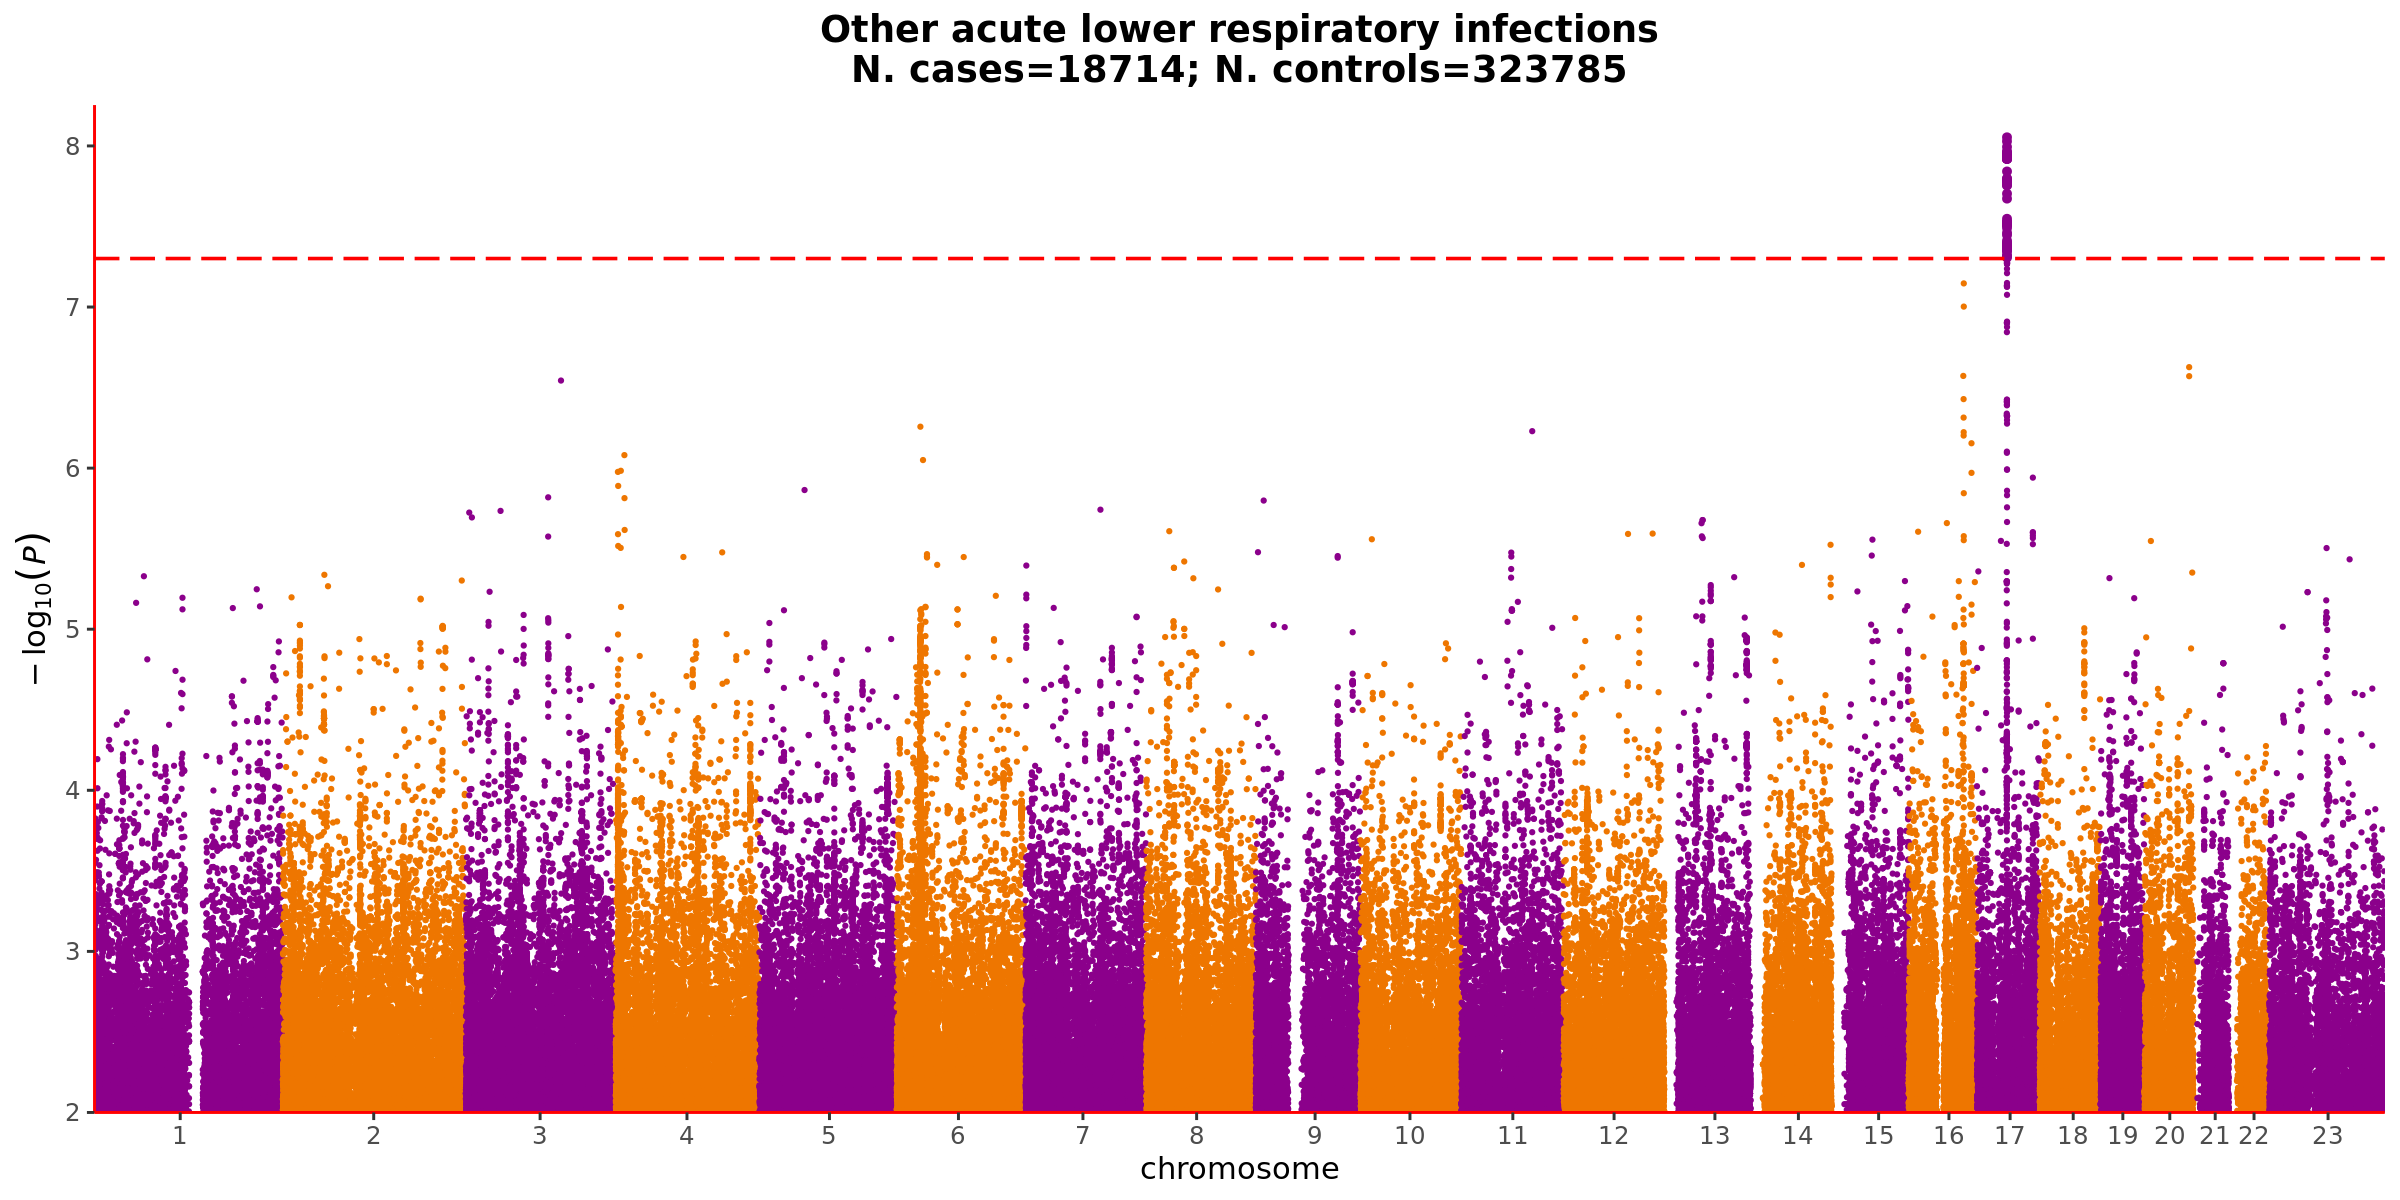 Other acute lower respiratory infections
N. cases=18714; N. controls=323785
8
7
6
5
4
3
2
− log₁₀(P)
1 2 3 4 5 6 7 8 9 10 11 12 13 14 15 16 17 18 19 20 21 22 23
chromosome